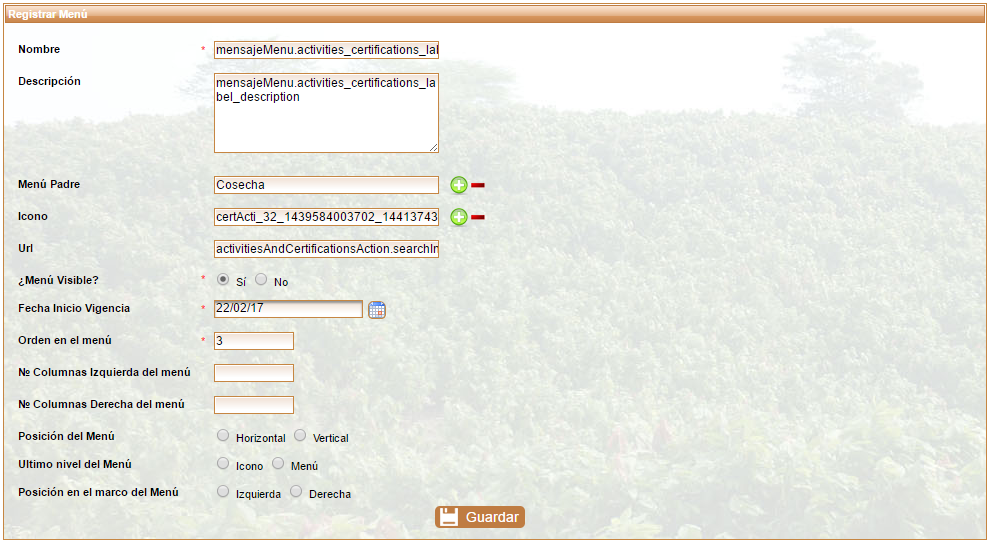 Registrar Menú
Nombre * mensajeMenu.activities_certifications_lal
Descripción mensajeMenu.activities_certifications_la
bel_description
Menú Padre Cosecha
Icono certActi_32_1439584003702_14413743
Url activitiesAndCertificationsAction.searchIn
¿Menú Visible? * Sí No
Fecha Inicio Vigencia * 22/02/17
Orden en el menú * 3
№ Columnas Izquierda del menú
№ Columnas Derecha del menú
Posición del Menú Horizontal Vertical
Ultimo nivel del Menú Icono Menú
Posición en el marco del Menú Izquierda Derecha
Guardar